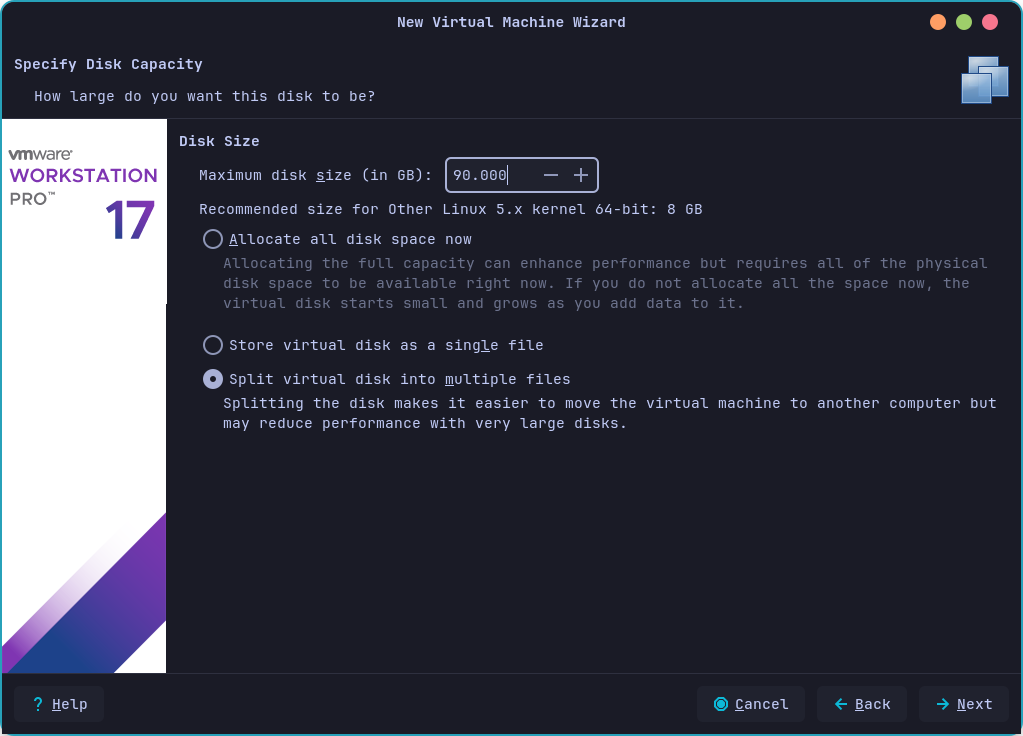 New Virtual Machine Wizard
Specify Disk Capacity
How large do you want this disk to be?
vmware®
WORKSTATION
PRO™
17
Disk Size
Maximum disk size (in GB): 90.000
Recommended size for Other Linux 5.x kernel 64-bit: 8 GB
Allocate all disk space now
Allocating the full capacity can enhance performance but requires all of the physical
disk space to be available right now. If you do not allocate all the space now, the
virtual disk starts small and grows as you add data to it.
Store virtual disk as a single file
Split virtual disk into multiple files
Splitting the disk makes it easier to move the virtual machine to another computer but
may reduce performance with very large disks.
? Help
Cancel
Back
Next